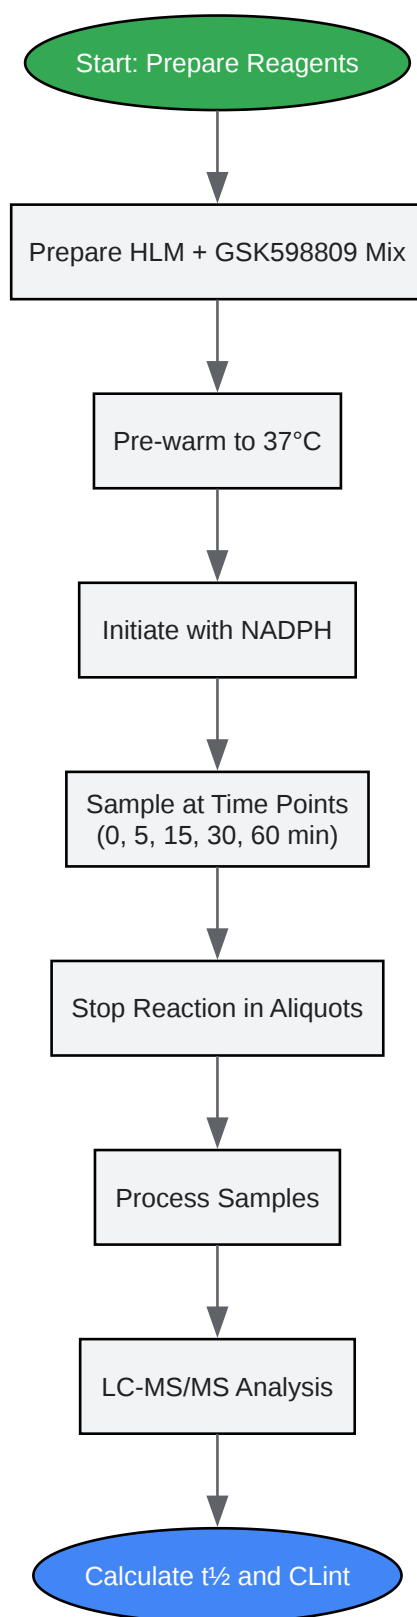 Start: Prepare Reagents
Prepare HLM + GSK598809 Mix
Pre-warm to 37°C
Initiate with NADPH
Sample at Time Points
(0, 5, 15, 30, 60 min)
Stop Reaction in Aliquots
Process Samples
LC-MS/MS Analysis
Calculate t½ and CLint